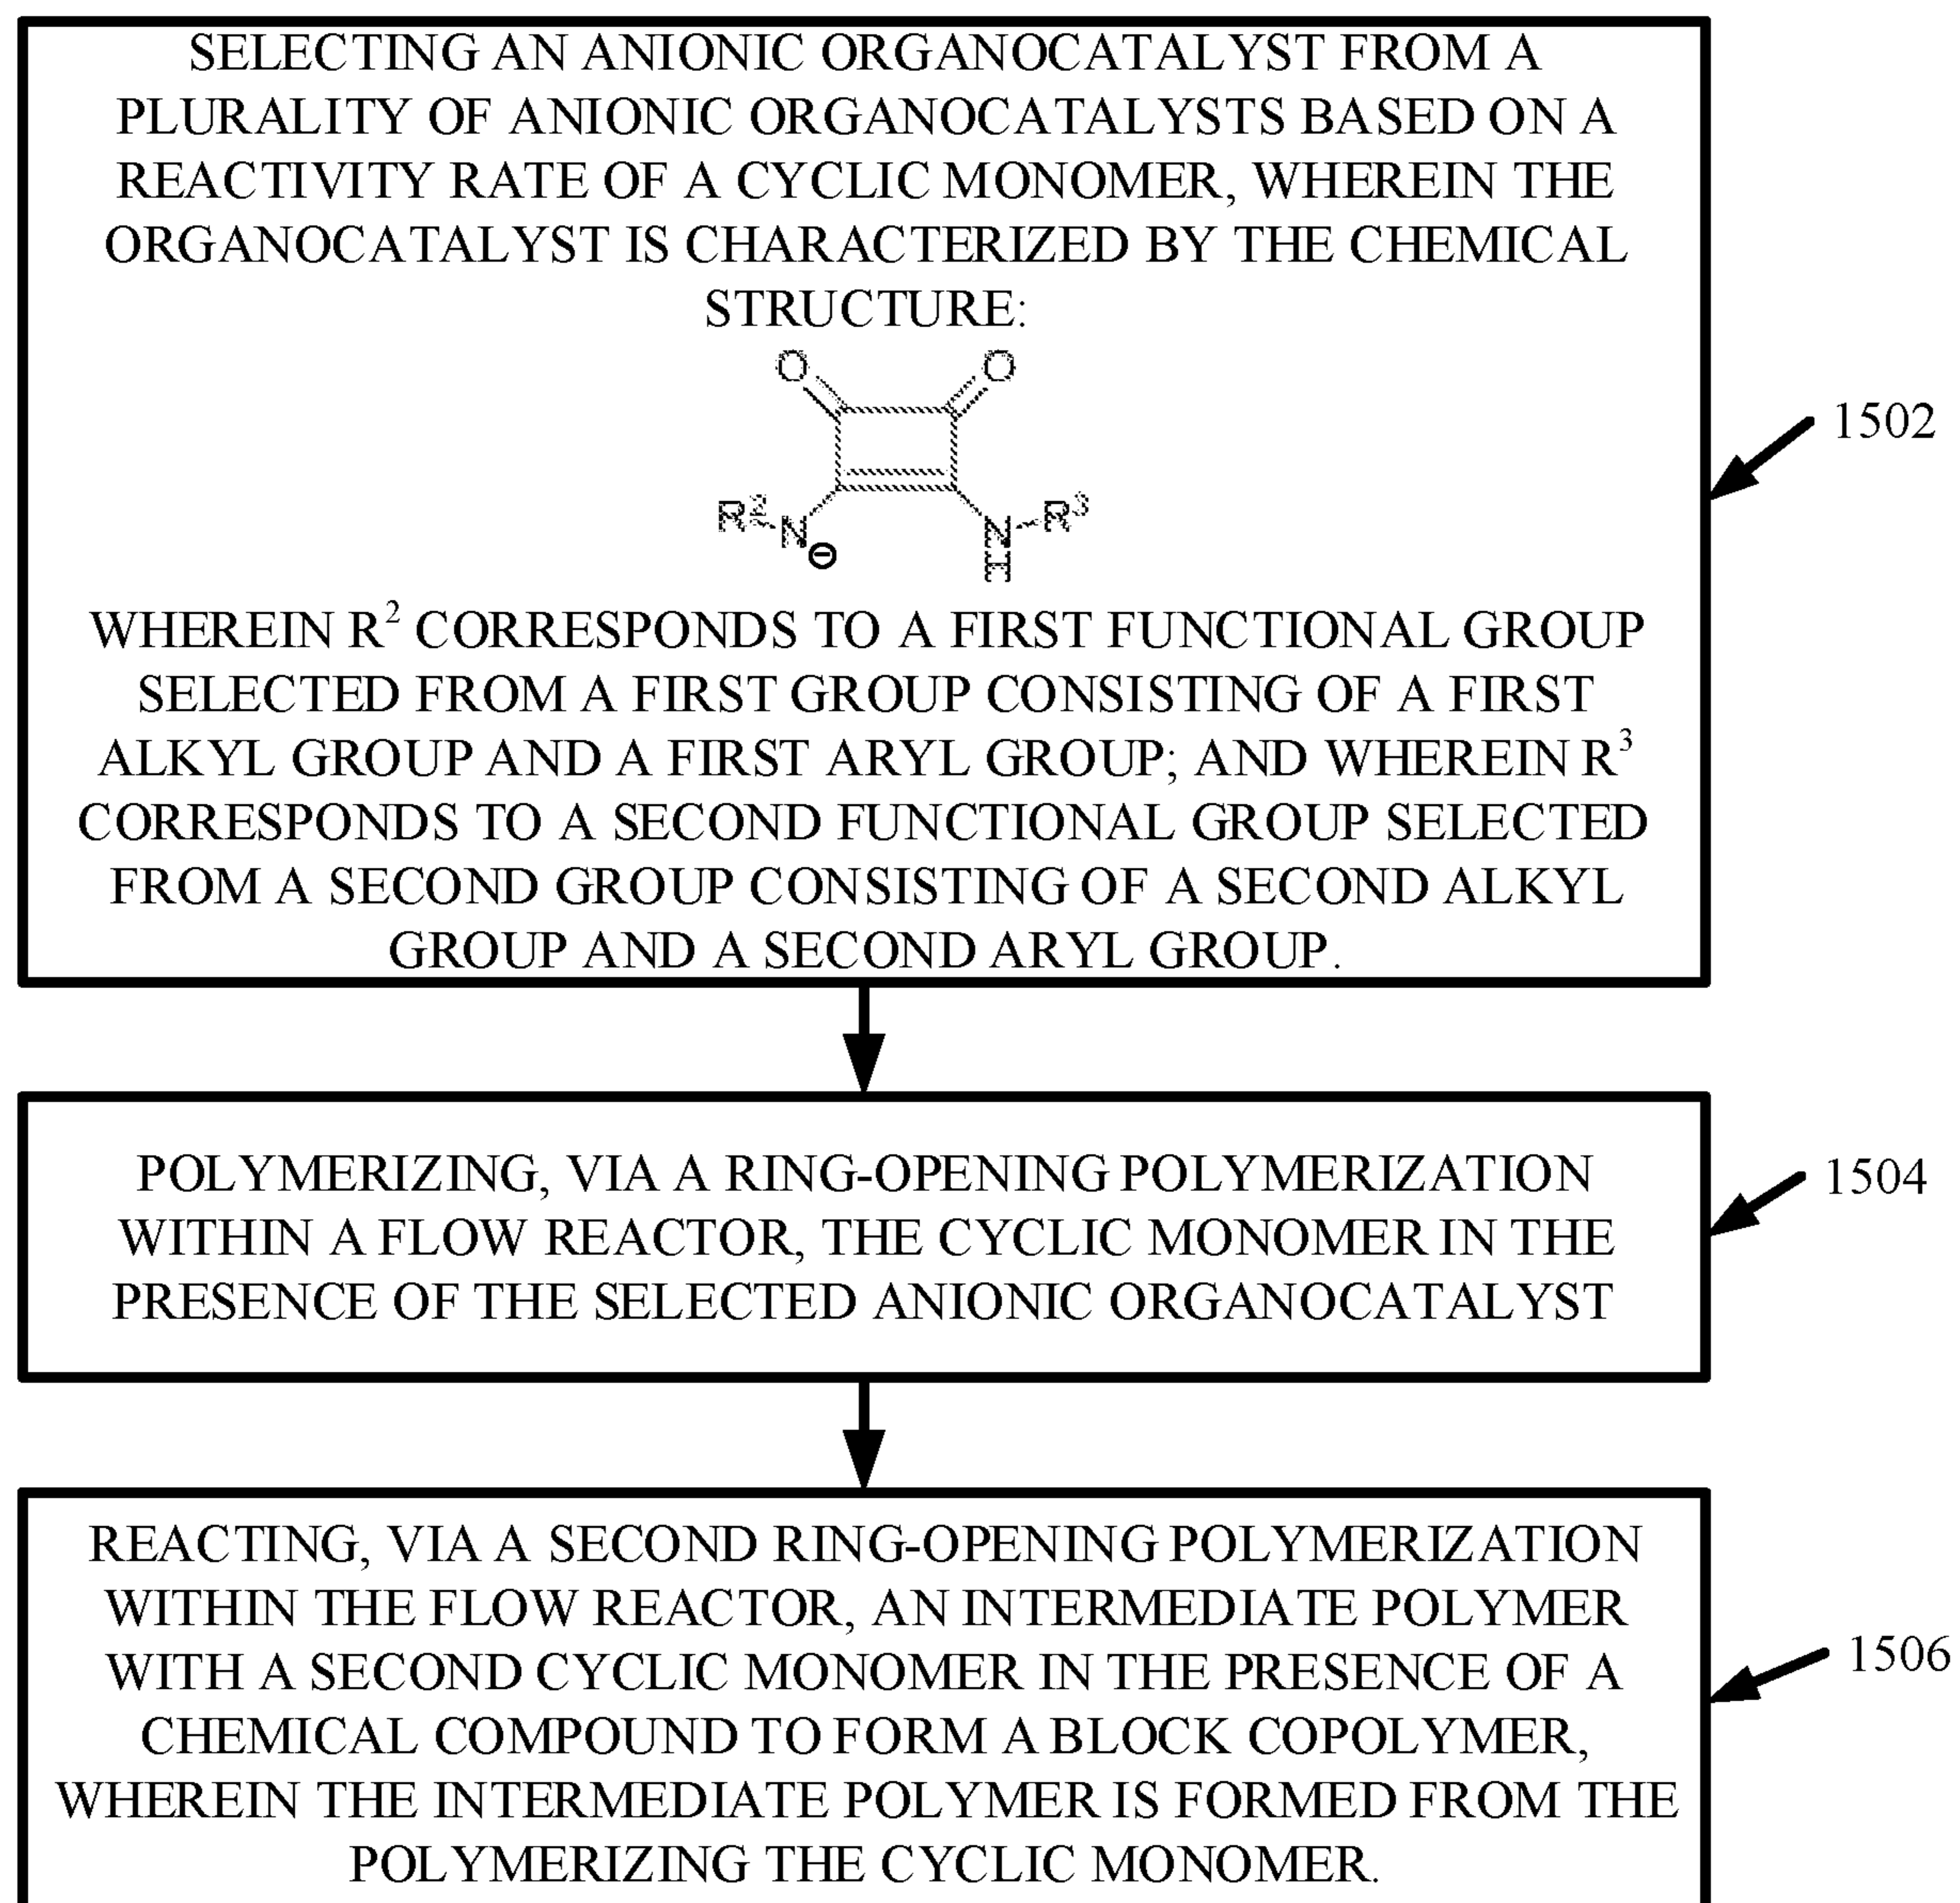 SELECTING AN ANIONIC ORGANOCATALYST FROM A
PLURALITY OF ANIONIC ORGANOCATALYSTS BASED ON A
REACTIVITY RATE OF A CYCLIC MONOMER, WHEREIN THE
ORGANOCATALYST IS CHARACTERIZED BY THE CHEMICAL
STRUCTURE:
O O
1502
R² N ⊖ N H R³
WHEREIN R² CORRESPONDS TO A FIRST FUNCTIONAL GROUP
SELECTED FROM A FIRST GROUP CONSISTING OF A FIRST
ALKYL GROUP AND A FIRST ARYL GROUP; AND WHEREIN R³
CORRESPONDS TO A SECOND FUNCTIONAL GROUP SELECTED
FROM A SECOND GROUP CONSISTING OF A SECOND ALKYL
GROUP AND A SECOND ARYL GROUP.
POLYMERIZING, VIA A RING-OPENING POLYMERIZATION
1504
WITHIN A FLOW REACTOR, THE CYCLIC MONOMER IN THE
PRESENCE OF THE SELECTED ANIONIC ORGANOCATALYST
REACTING, VIA A SECOND RING-OPENING POLYMERIZATION
WITHIN THE FLOW REACTOR, AN INTERMEDIATE POLYMER
1506
WITH A SECOND CYCLIC MONOMER IN THE PRESENCE OF A
CHEMICAL COMPOUND TO FORM A BLOCK COPOLYMER,
WHEREIN THE INTERMEDIATE POLYMER IS FORMED FROM THE
POLYMERIZING THE CYCLIC MONOMER.